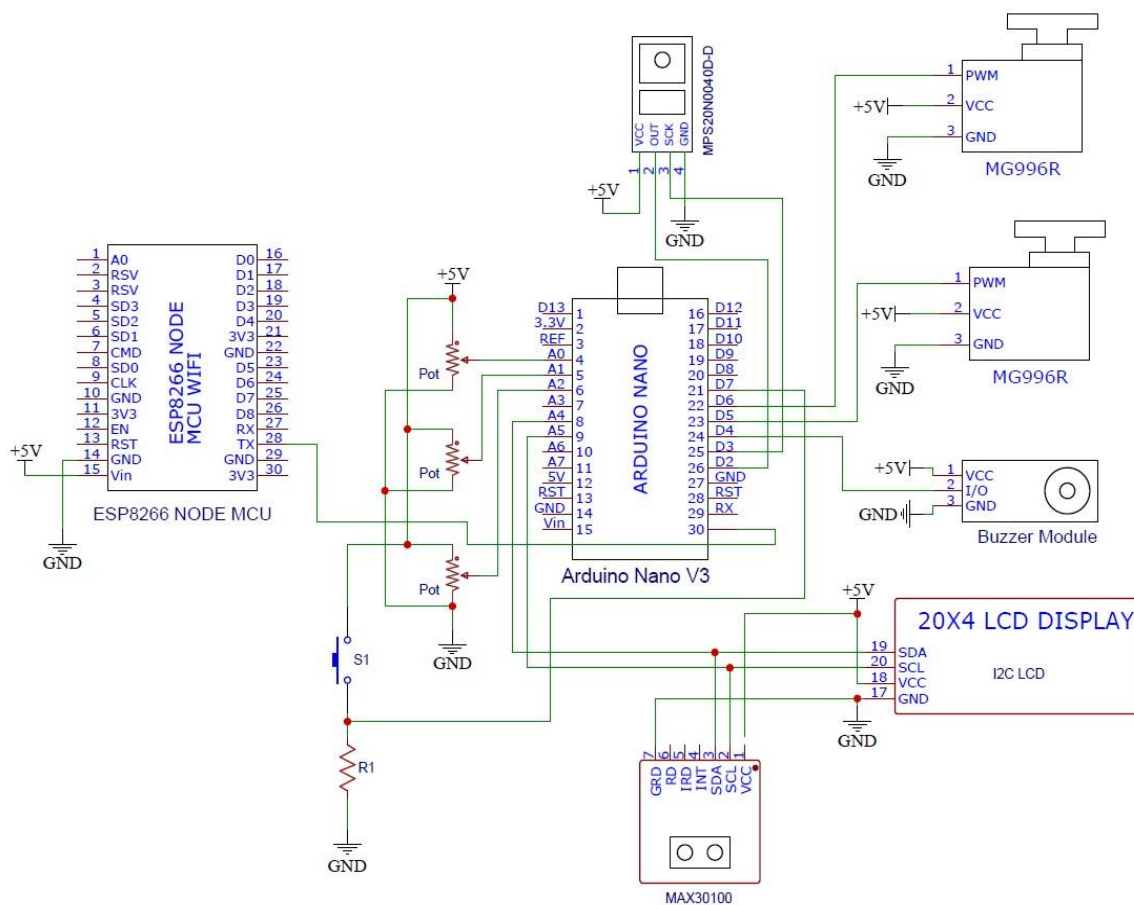 MPS20N0040D-D
VCC
OUT
SCK
GND
1
2
3
4
+5V
GND
1 PWM
+5V 2 VCC
3 GND
GND
MG996R
1 PWM
+5V 2 VCC
3 GND
GND
MG996R
1 A0 D0 16
2 RSV D1 17
3 RSV D2 18
4 SD3 D3 19
5 SD2 D4 20
6 SD1 3V3 21
7 CMD GND 22
8 SD0 D5 23
9 CLK D6 24
10 GND D7 25
11 3V3 D8 26
12 EN RX 27
13 RST TX 28
14 GND GND 29
15 Vin 3V3 30
ESP8266 NODE
MCU WIFI
+5V
GND
ESP8266 NODE MCU
+5V
Pot
Pot
Pot
GND
D13 1 16 D12
3.3V 2 17 D11
REF 3 18 D10
A0 4 19 D9
A1 5 20 D8
A2 6 21 D7
A3 7 22 D6
A4 8 23 D5
A5 9 24 D4
A6 10 25 D3
A7 11 26 D2
5V 12 27 GND
RST 13 28 RST
GND 14 29 RX
Vin 15 30
ARDUINO NANO
Arduino Nano V3
+5V 1 VCC
2 I/O
GND 3 GND
Buzzer Module
S1
R1
GND
+5V
20X4 LCD DISPLAY
19 SDA
20 SCL
18 VCC
17 GND
I2C LCD
GND
7 6 5 4 3 2 1
GRD
RD
IRD
INT
SDA
SCL
VCC
MAX30100